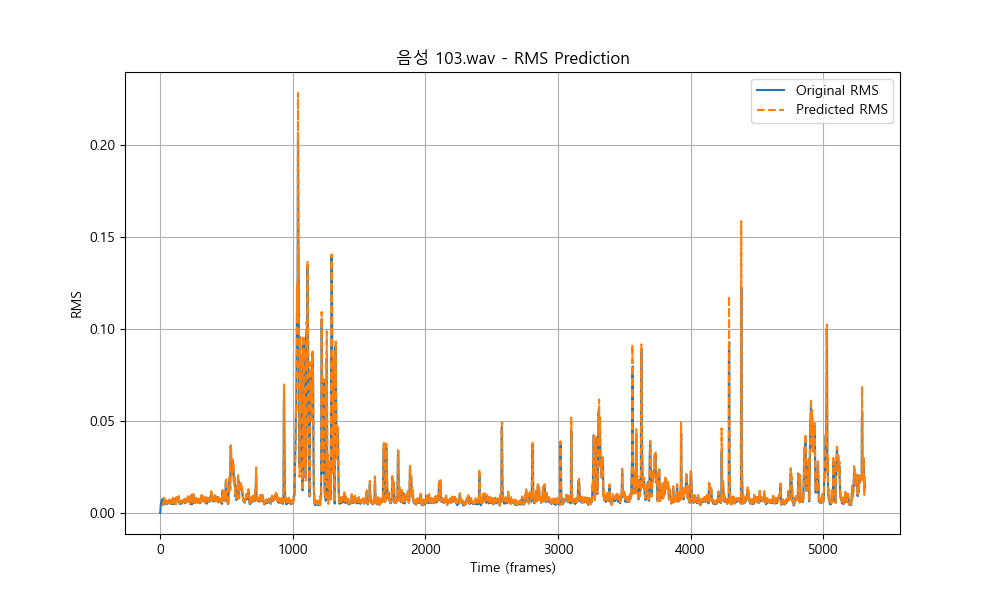 음성 103.wav - RMS Prediction
Original RMS
Predicted RMS
0.20
0.15
0.10
0.05
0.00
RMS
0 1000 2000 3000 4000 5000
Time (frames)